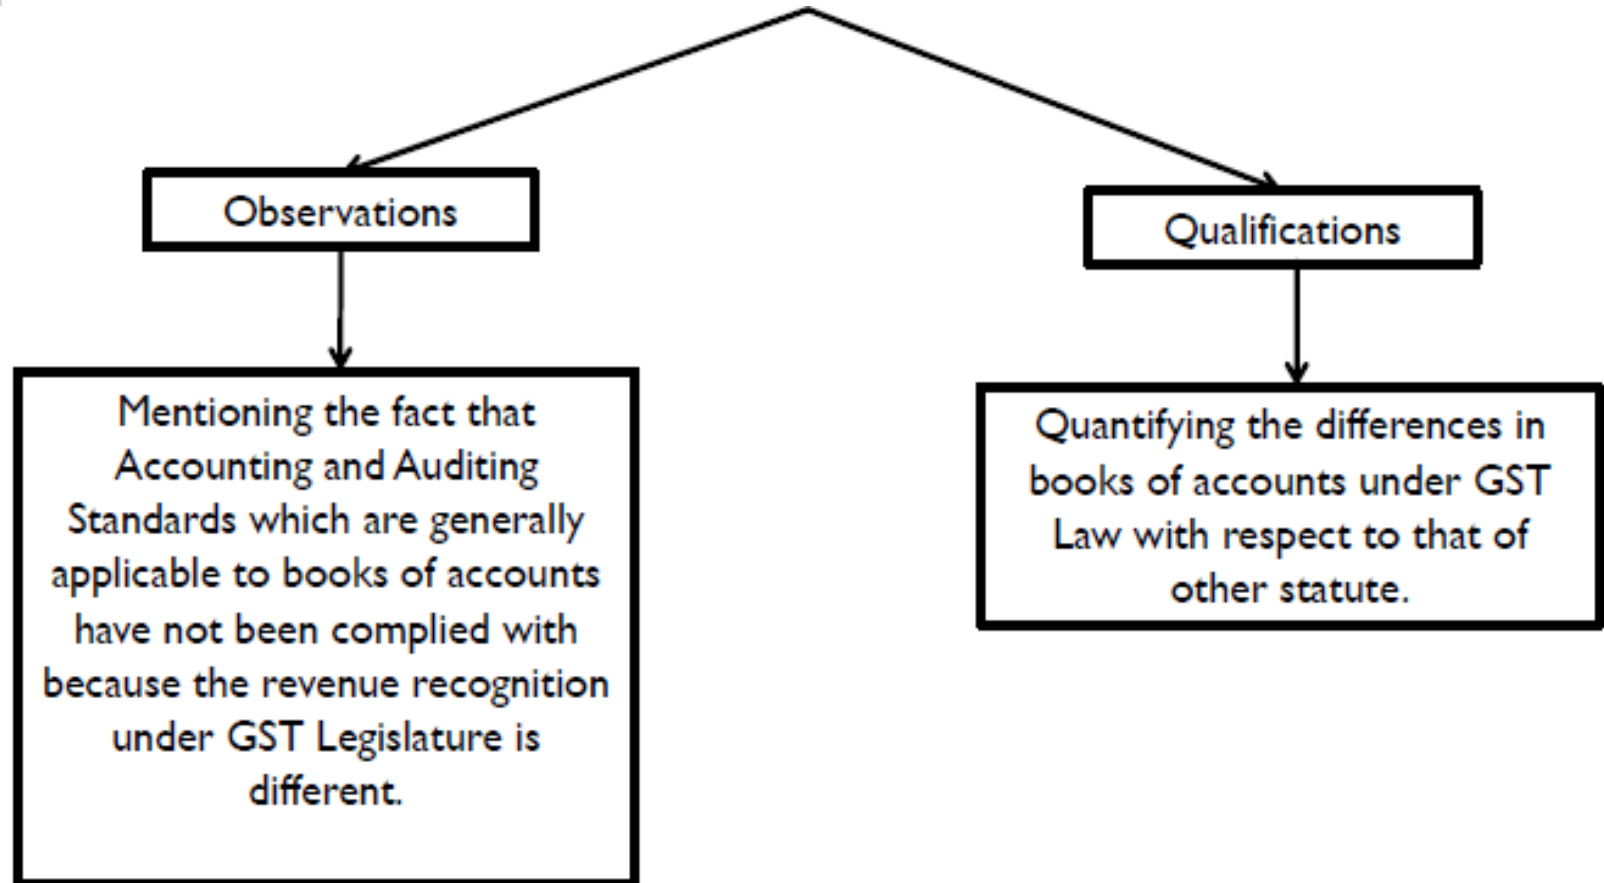 Observations
Qualifications
Mentioning the fact that
Accounting and Auditing
Standards which are generally
applicable to books of accounts
have not been complied with
because the revenue recognition
under GST Legislature is
different.
Quantifying the differences in
books of accounts under GST
Law with respect to that of
other statute.